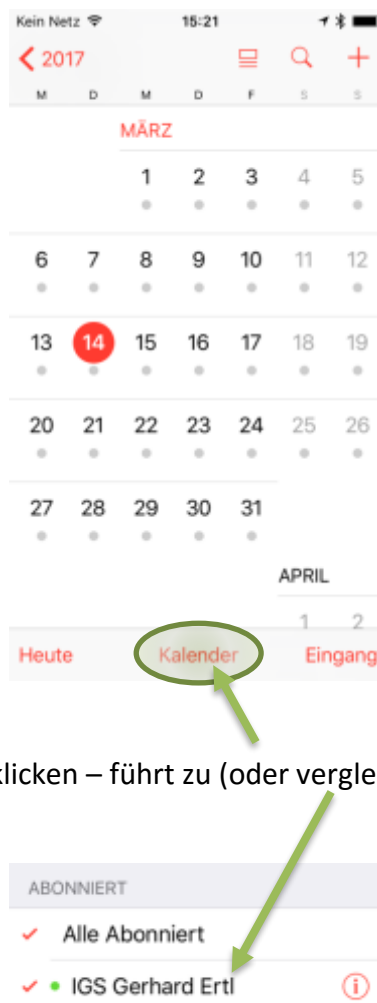 Kein Netz 15:21
2017
M D M D F S S
MÄRZ
1 2 3 4 5
6 7 8 9 10 11 12
13 14 15 16 17 18 19
20 21 22 23 24 25 26
27 28 29 30 31
APRIL
1 2
Heute Kalender Eingang
klicken – führt zu (oder vergle
ABONNIERT
Alle Abonniert
IGS Gerhard Ertl